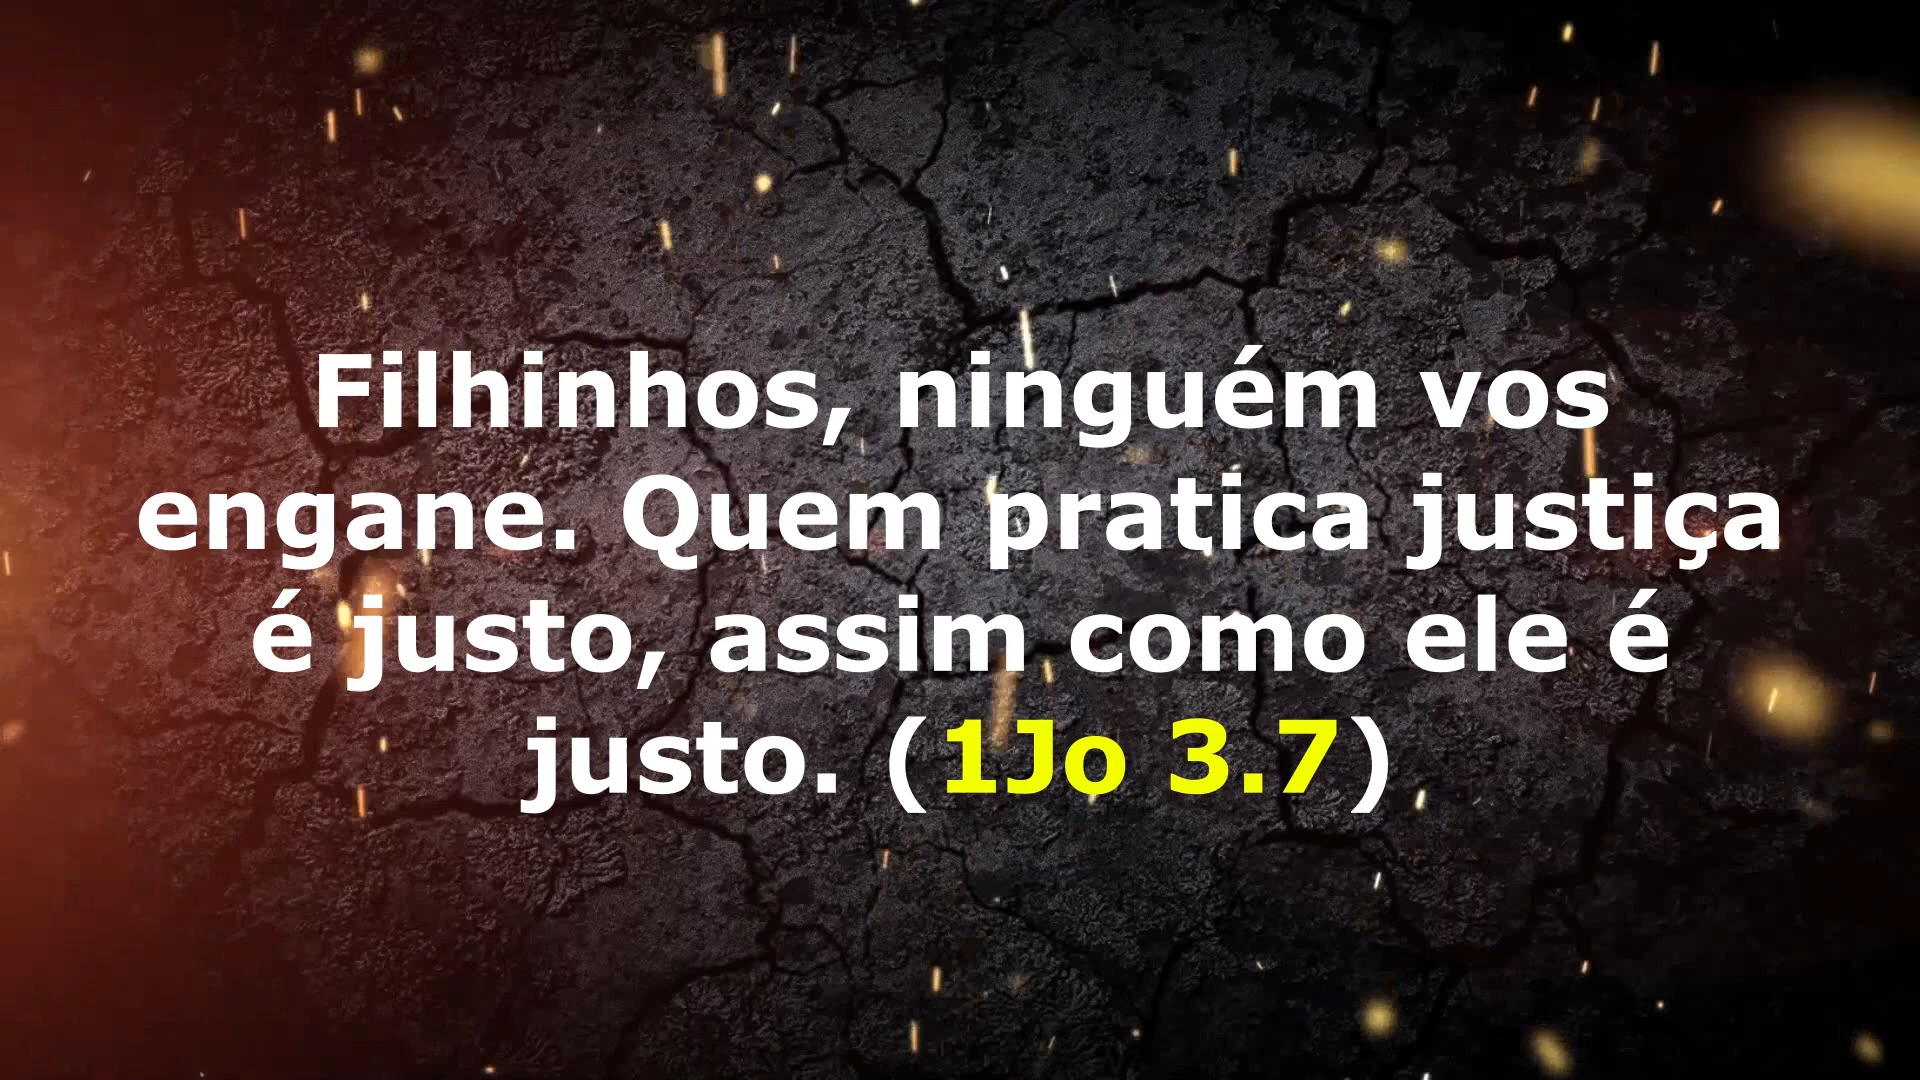 Filhinhos, ninguém vos
engane. Quem pratica justiça
é justo, assim como ele é
justo. (1Jo 3.7)